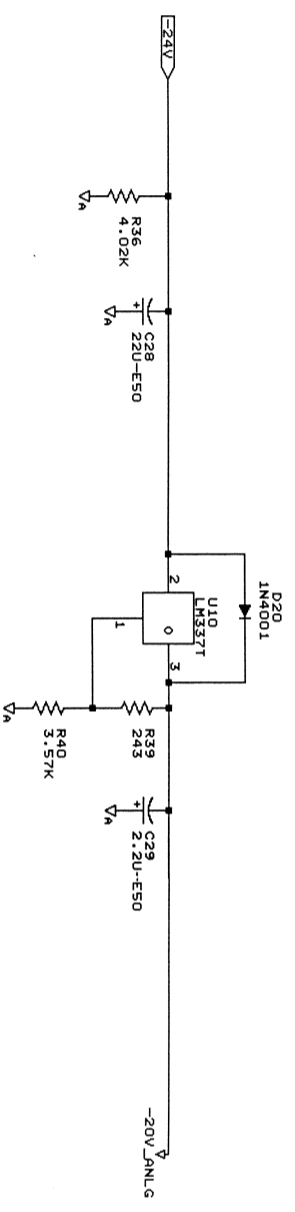 -24V
R36
4.02K
A
C28
22U-E50
A
D20
1N4001
U10
LM337T
2
3
1
R39
243
R40
3.57K
A
C29
2.2U-E50
A
-20V_ANLG